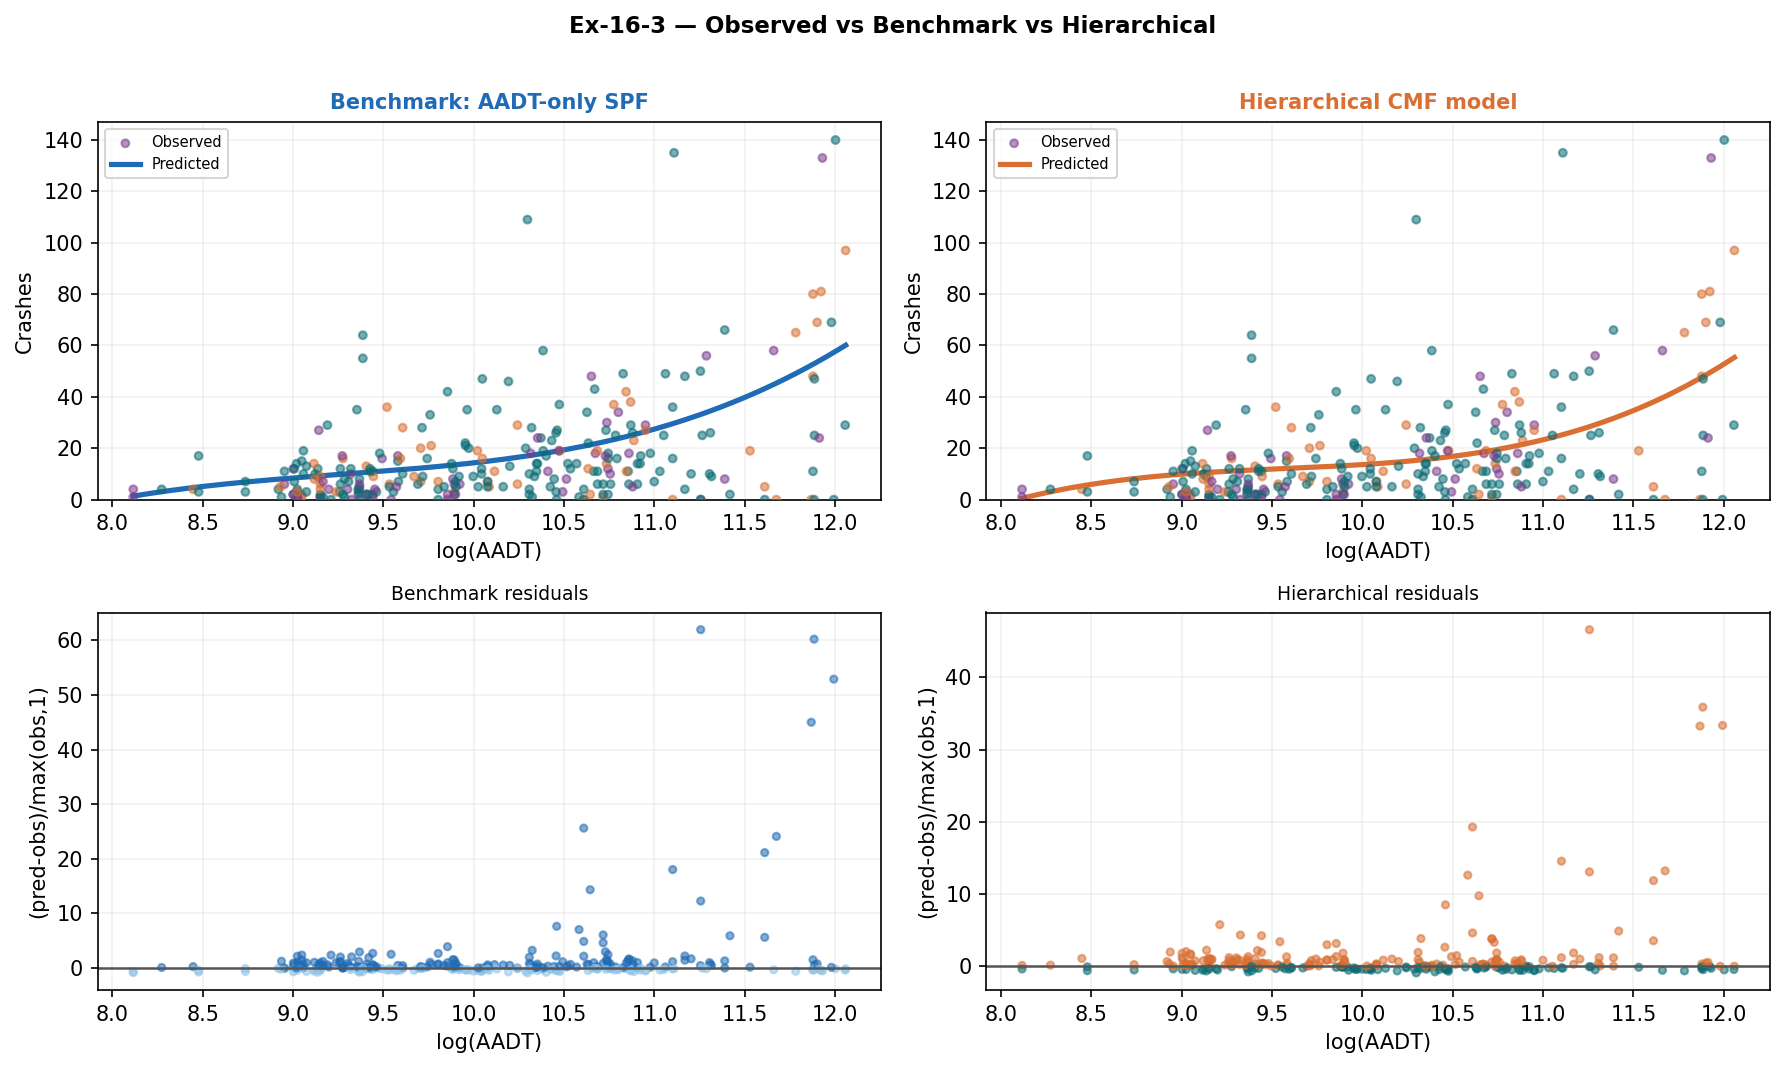 Ex-16-3 — Observed vs Benchmark vs Hierarchical
Benchmark: AADT-only SPF
Observed
Predicted
Crashes
140
120
100
80
60
40
20
0
8.0 8.5 9.0 9.5 10.0 10.5 11.0 11.5 12.0
log(AADT)
Hierarchical CMF model
Observed
Predicted
Crashes
140
120
100
80
60
40
20
0
8.0 8.5 9.0 9.5 10.0 10.5 11.0 11.5 12.0
log(AADT)
Benchmark residuals
(pred-obs)/max(obs,1)
60
50
40
30
20
10
0
8.0 8.5 9.0 9.5 10.0 10.5 11.0 11.5 12.0
log(AADT)
Hierarchical residuals
(pred-obs)/max(obs,1)
40
30
20
10
0
8.0 8.5 9.0 9.5 10.0 10.5 11.0 11.5 12.0
log(AADT)